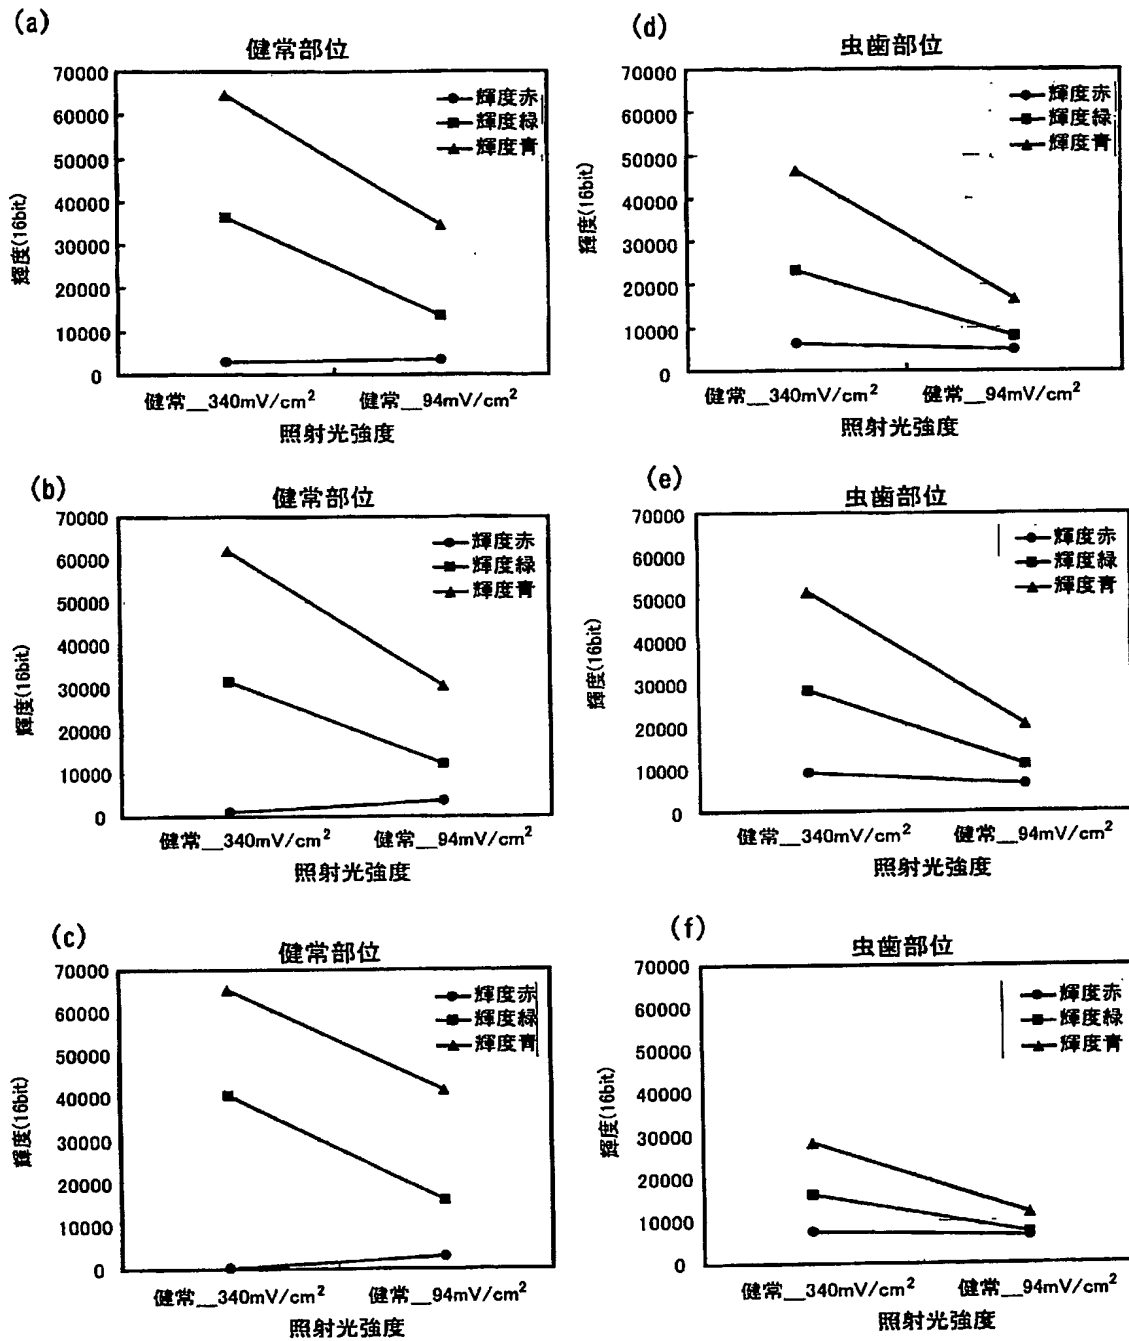 (a)
健常部位
70000
60000
50000
40000
30000
20000
10000
0
輝度(16bit)
輝度赤
輝度緑
輝度青
健常__340mV/cm²
健常__94mV/cm²
照射光強度
(d)
虫歯部位
70000
60000
50000
40000
30000
20000
10000
0
輝度(16bit)
輝度赤
輝度緑
輝度青
健常__340mV/cm²
健常__94mV/cm²
照射光強度
(b)
健常部位
70000
60000
50000
40000
30000
20000
10000
0
輝度(16bit)
輝度赤
輝度緑
輝度青
健常__340mV/cm²
健常__94mV/cm²
照射光強度
(e)
虫歯部位
70000
60000
50000
40000
30000
20000
10000
0
輝度(16bit)
輝度赤
輝度緑
輝度青
健常__340mV/cm²
健常__94mV/cm²
照射光強度
(c)
健常部位
70000
60000
50000
40000
30000
20000
10000
0
輝度(16bit)
輝度赤
輝度緑
輝度青
健常__340mV/cm²
健常__94mV/cm²
照射光強度
(f)
虫歯部位
70000
60000
50000
40000
30000
20000
10000
0
輝度(16bit)
輝度赤
輝度緑
輝度青
健常__340mV/cm²
健常__94mV/cm²
照射光強度